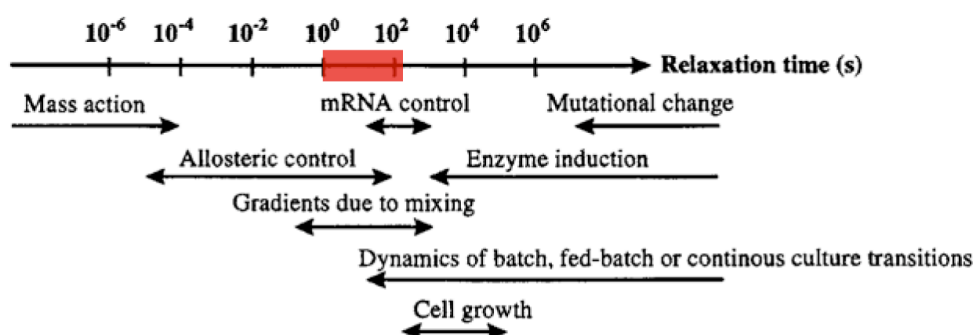 10⁻⁶ 10⁻⁴ 10⁻² 10⁰ 10² 10⁴ 10⁶
Relaxation time (s)
Mass action mRNA control Mutational change
Allosteric control Enzyme induction
Gradients due to mixing
Dynamics of batch, fed-batch or continous culture transitions
Cell growth